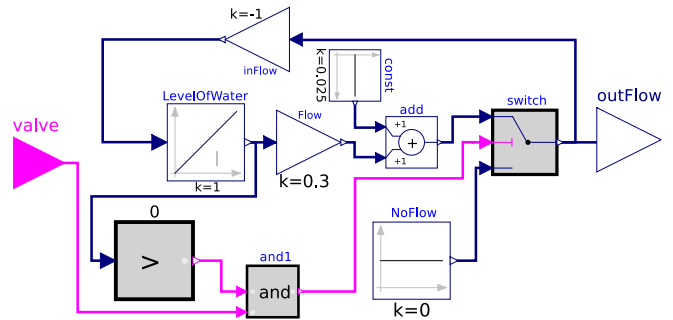 k=-1
inFlow
k=0.025
const
LevelOfWater
k=1
Flow
k=0.3
add
+1
+
+1
switch
outFlow
valve
0
>
and1
and
NoFlow
k=0
I